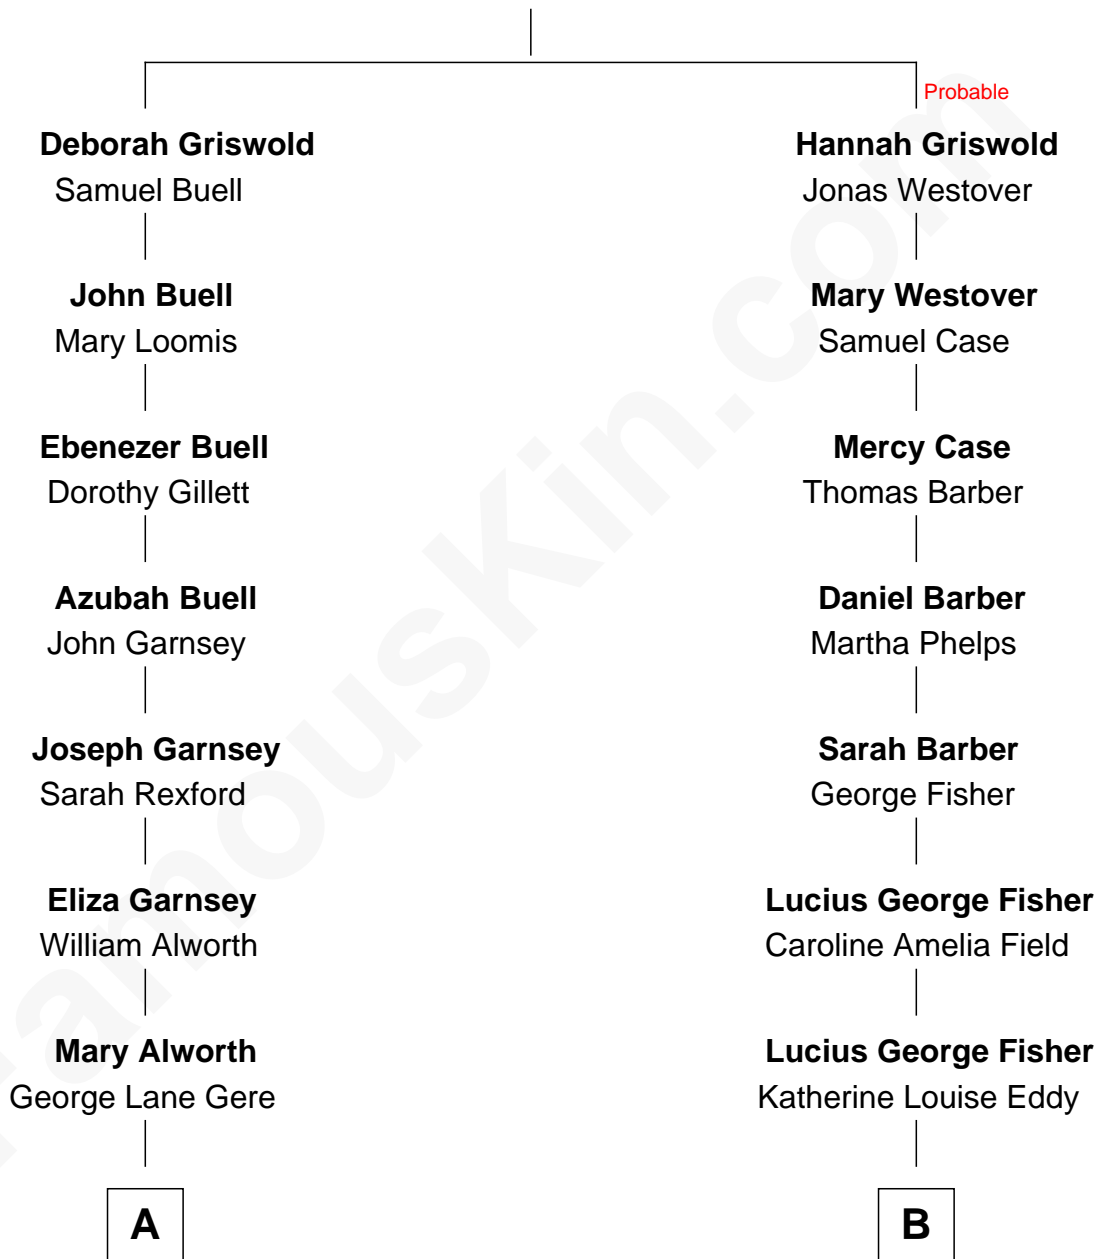 Probable
Deborah Griswold
Samuel Buell
Hannah Griswold
Jonas Westover
John Buell
Mary Loomis
Mary Westover
Samuel Case
Ebenezer Buell
Dorothy Gillett
Mercy Case
Thomas Barber
Azubah Buell
John Garnsey
Daniel Barber
Martha Phelps
Joseph Garnsey
Sarah Rexford
Sarah Barber
George Fisher
Eliza Garnsey
William Alworth
Lucius George Fisher
Caroline Amelia Field
Mary Alworth
George Lane Gere
Lucius George Fisher
Katherine Louise Eddy
A
B
FamousKin.com